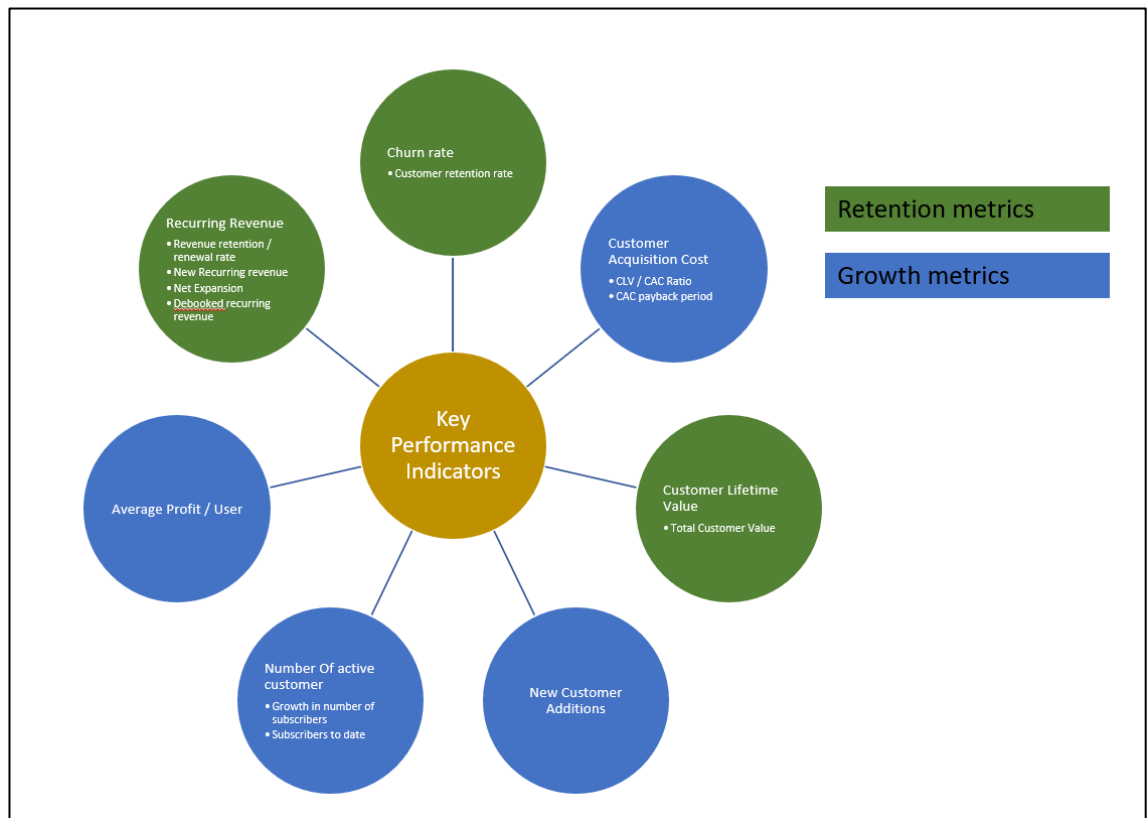 Churn rate
• Customer retention rate
Recurring Revenue
• Revenue retention /
renewal rate
• New Recurring revenue
• Net Expansion
• Debooked recurring
revenue
Customer
Acquisition Cost
• CLV / CAC Ratio
• CAC payback period
Retention metrics
Growth metrics
Key
Performance
Indicators
Average Profit / User
Customer Lifetime
Value
• Total Customer Value
Number Of active
customer
• Growth in number of
subscribers
• Subscribers to date
New Customer
Additions